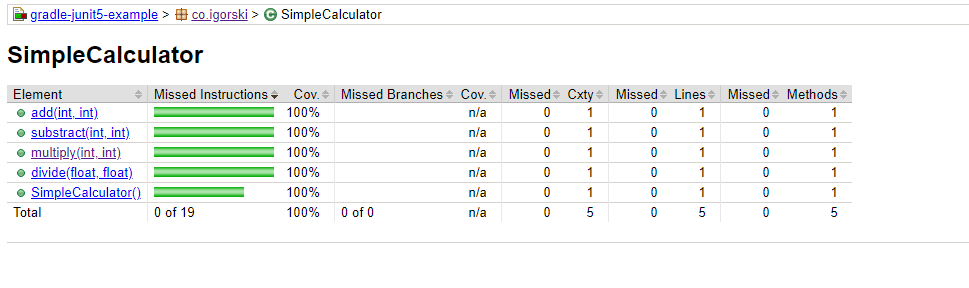 gradle-junit5-example > co.igorski > SimpleCalculator
SimpleCalculator
Element Missed Instructions Cov. Missed Branches Cov. Missed Cxty Missed Lines Missed Methods
add(int, int) 100% n/a 0 1 0 1 0 1
substract(int, int) 100% n/a 0 1 0 1 0 1
multiply(int, int) 100% n/a 0 1 0 1 0 1
divide(float, float) 100% n/a 0 1 0 1 0 1
SimpleCalculator() 100% n/a 0 1 0 1 0 1
Total 0 of 19 100% 0 of 0 n/a 0 5 0 5 0 5